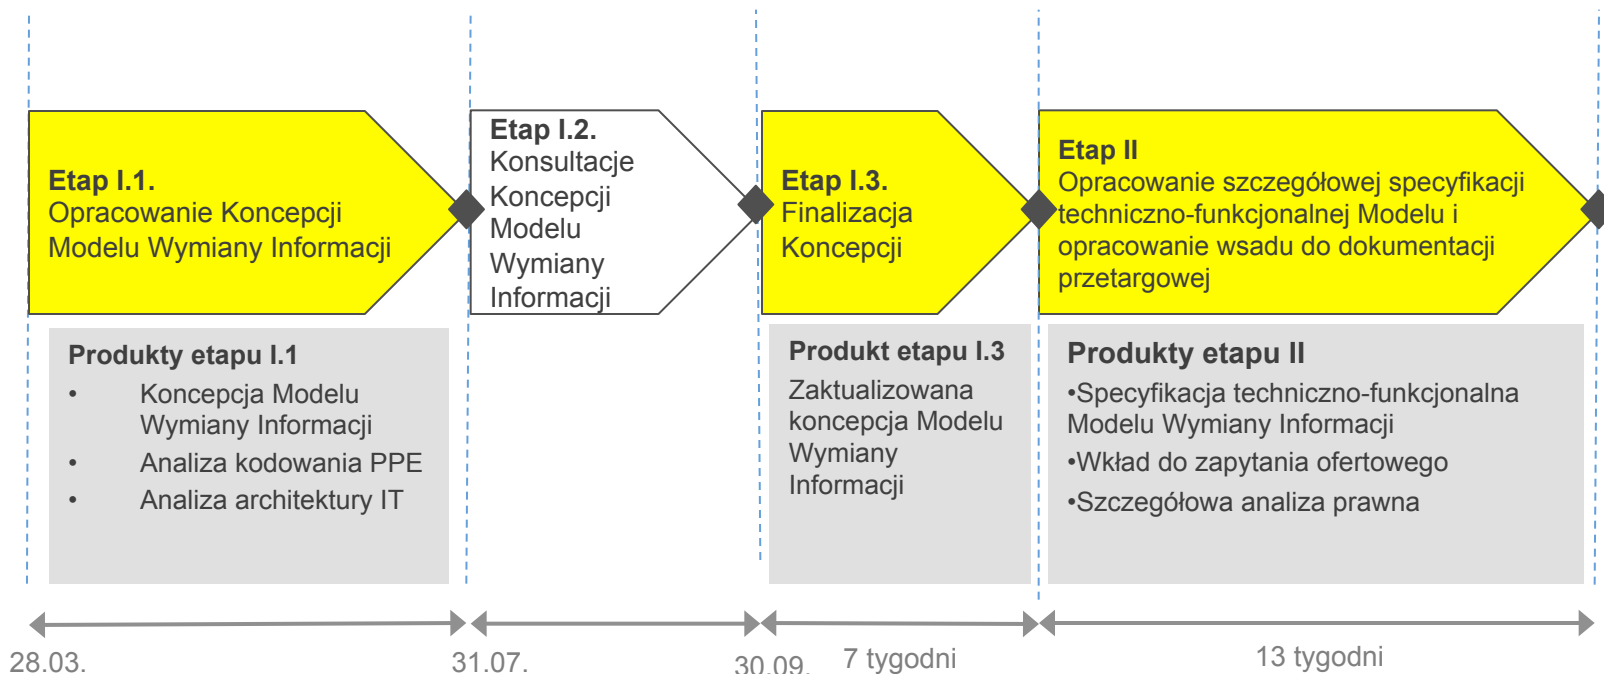 Etap I.1.
Opracowanie Koncepcji
Modelu Wymiany Informacji
Etap I.2.
Konsultacje
Koncepcji
Modelu
Wymiany
Informacji
Etap I.3.
Finalizacja
Koncepcji
Etap II
Opracowanie szczegółowej specyfikacji
techniczno-funkcjonalnej Modelu i
opracowanie wsadu do dokumentacji
przetargowej
Produkty etapu I.1
• Koncepcja Modelu
Wymiany Informacji
• Analiza kodowania PPE
• Analiza architektury IT
Produkt etapu I.3
Zaktualizowana
koncepcja Modelu
Wymiany
Informacji
Produkty etapu II
•Specyfikacja techniczno-funkcjonalna
Modelu Wymiany Informacji
•Wkład do zapytania ofertowego
•Szczegółowa analiza prawna
28.03.
31.07.
30.09.
7 tygodni
13 tygodni